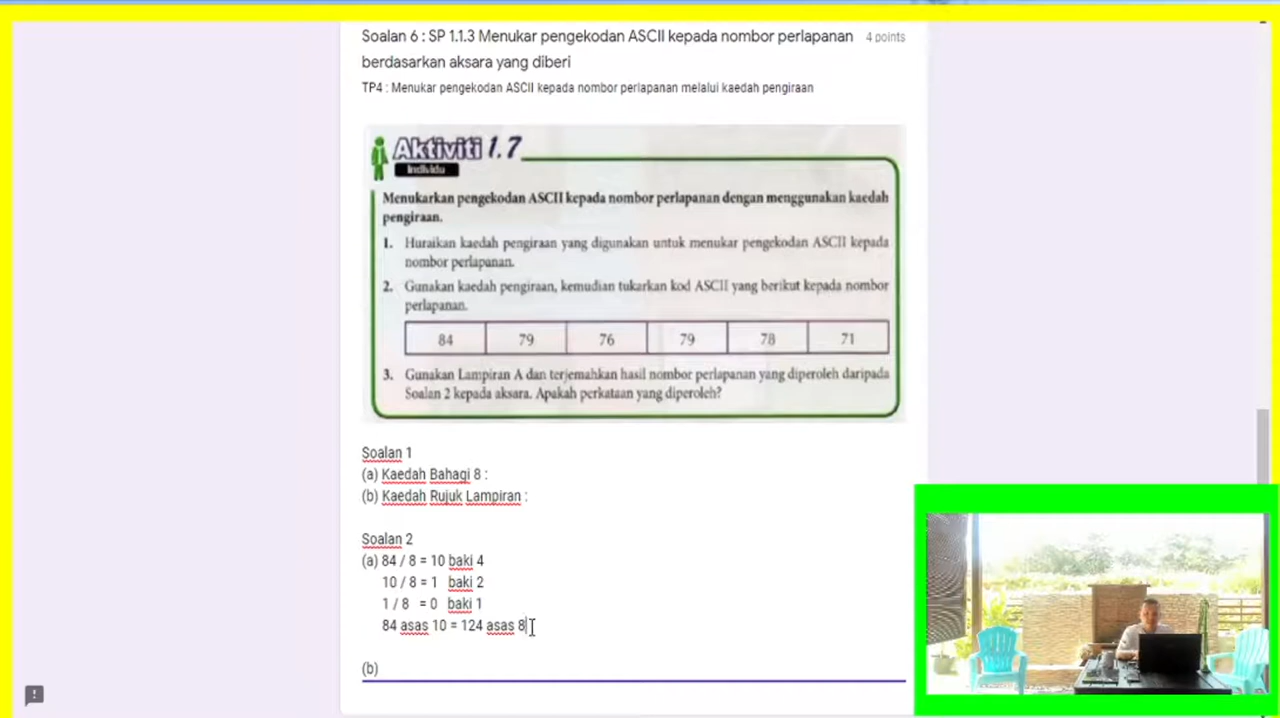 Soalan 6 : SP 1.1.3 Menukar pengekodan ASCII kepada nombor perlapanan
4 points
berdasarkan aksara yang diberi
TP4 : Menukar pengekodan ASCII kepada nombor perlapanan melalui kaedah pengiraan
Aktiviti 1.7
Individu
Menukarkan pengekodan ASCII kepada nombor perlapanan dengan menggunakan kaedah
pengiraan.
1. Huraikan kaedah pengiraan yang digunakan untuk menukar pengekodan ASCII kepada
nombor perlapanan.
2. Gunakan kaedah pengiraan, kemudian tukarkan kod ASCII yang berikut kepada nombor
perlapanan.
84 79 76 79 78 71
3. Gunakan Lampiran A dan terjemahkan hasil nombor perlapanan yang diperoleh daripada
Soalan 2 kepada aksara. Apakah perkataan yang diperoleh?
Soalan 1
(a) Kaedah Bahagi 8 :
(b) Kaedah Rujuk Lampiran :
Soalan 2
(a) 84 / 8 = 10 baki 4
10 / 8 = 1 baki 2
1 / 8 = 0 baki 1
84 asas 10 = 124 asas 8
(b)